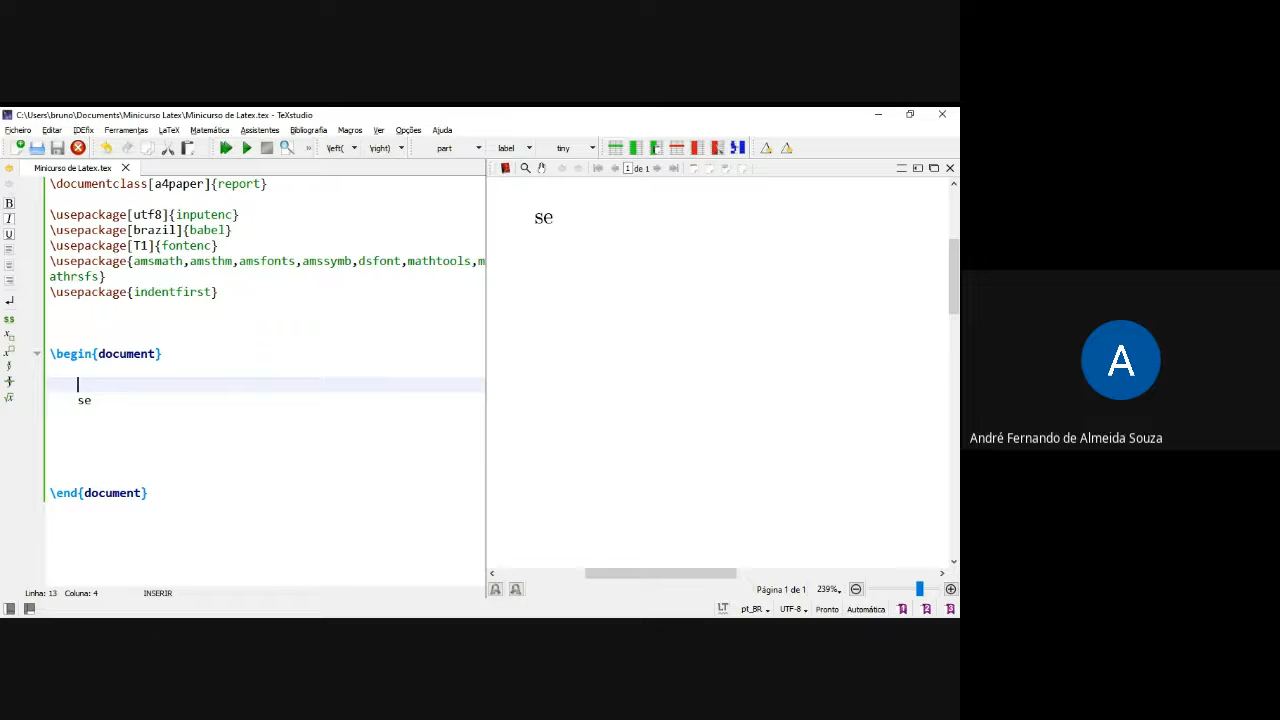 C:\Users\bruno\Documents\Minicurso Latex\Minicurso de Latex.tex - TeXstudio
Ficheiro Editar IDEfix Ferramentas LaTeX Matemática Assistentes Bibliografia Macros Ver Opções Ajuda
\left( \right) part label tiny
Minicurso de Latex.tex
1 de 1
\documentclass[a4paper]{report}
\usepackage[utf8]{inputenc}
\usepackage[brazil]{babel}
\usepackage[T1]{fontenc}
\usepackage{amsmath,amsthm,amsfonts,amssymb,dsfont,mathtools,m
athrsfs}
\usepackage{indentfirst}
\begin{document}
se
\end{document}
se
Linha: 13 Coluna: 4 INSERIR
Página 1 de 1 239%
LT pt_BR UTF-8 Pronto Automática
A
André Fernando de Almeida Souza